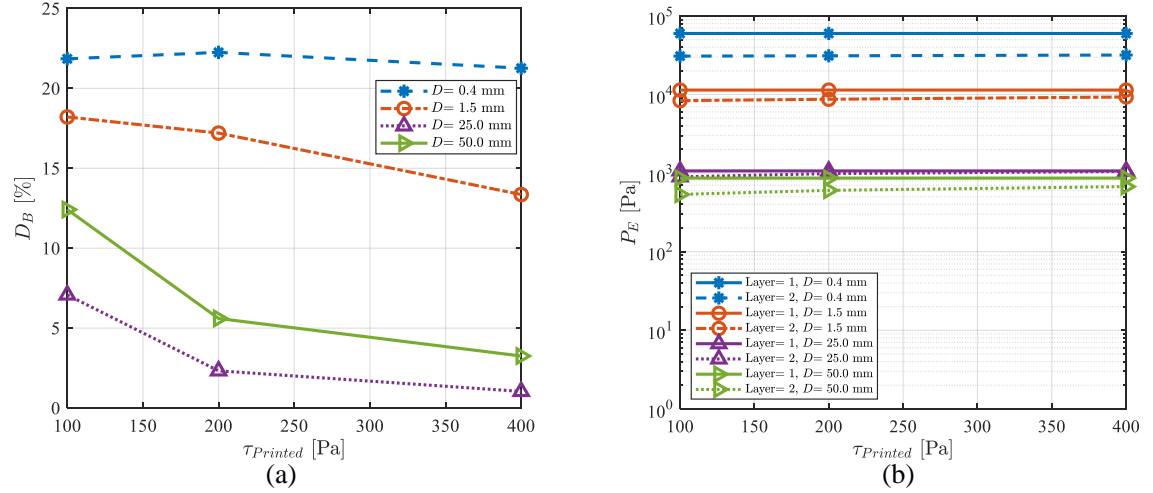 25
20
15
10
5
0
D_B [%]
100 150 200 250 300 350 400
τ_Printed [Pa]
D= 0.4 mm
D= 1.5 mm
D= 25.0 mm
D= 50.0 mm
(a)
10^5
10^4
10^3
10^2
10^1
10^0
P_E [Pa]
100 150 200 250 300 350 400
τ_Printed [Pa]
Layer= 1, D= 0.4 mm
Layer= 2, D= 0.4 mm
Layer= 1, D= 1.5 mm
Layer= 2, D= 1.5 mm
Layer= 1, D= 25.0 mm
Layer= 2, D= 25.0 mm
Layer= 1, D= 50.0 mm
Layer= 2, D= 50.0 mm
(b)